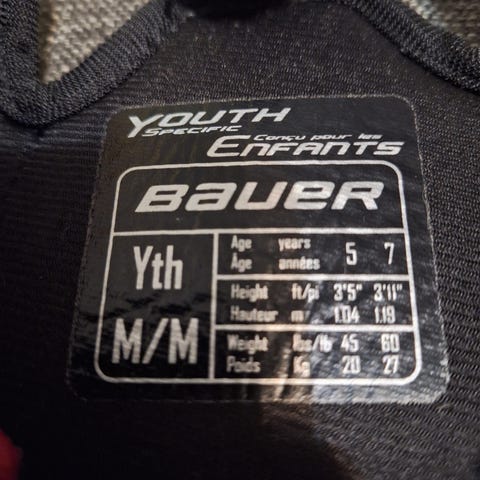 YOUTH
SPECIFIC
Conçu pour les
ENFANTS
BAUER
Yth
M/M
Age years 5 7
Âge années
Height ft/pi 3'5" 3'11"
Hauteur m 1.04 1.19
Weight lbs/lb 45 60
Poids Kg 20 27